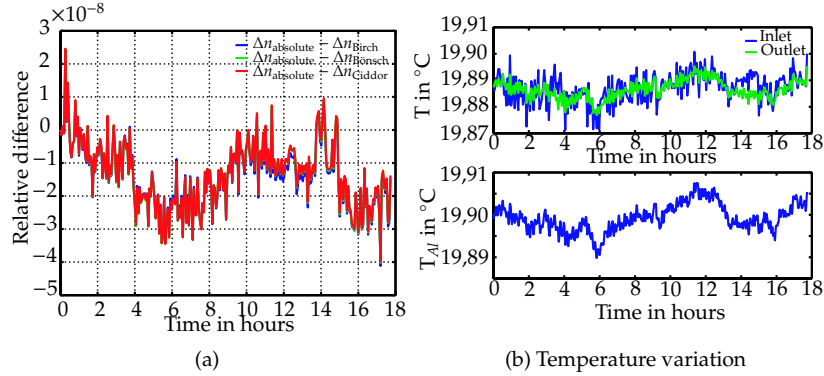 3×10⁻⁸
Δn_absolute − Δn_Birch
Δn_absolute − Δn_Bönsch
Δn_absolute − Δn_Ciddor
Relative difference
3
2
1
0
−1
−2
−3
−4
−5
0 2 4 6 8 10 12 14 16 18
Time in hours
(a)
Inlet
Outlet
T in °C
19,91
19,90
19,89
19,88
19,87
0 2 4 6 8 10 12 14 16 18
Time in hours
T_Al in °C
19,91
19,90
19,89
0 2 4 6 8 10 12 14 16 18
Time in hours
(b) Temperature variation